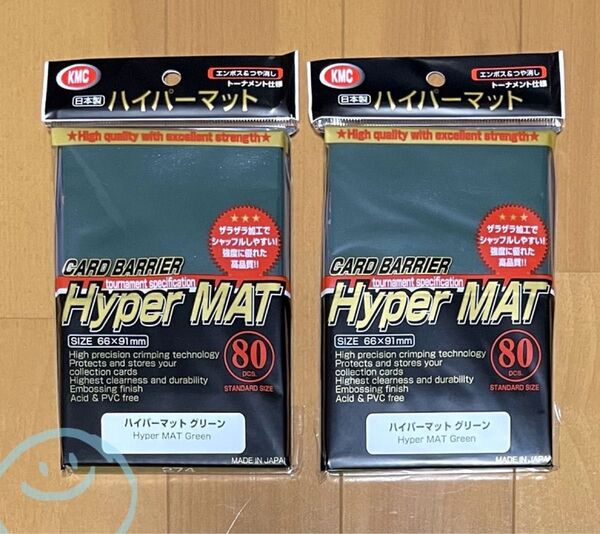 KMC
エンボス&つや消し
トーナメント仕様
日本製 ハイパーマット
★High quality with excellent strength★
★★★
ザラザラ加工で
シャッフルしやすい!
強度に優れた
高品質!!
CARD BARRIER
tournament specification
Hyper MAT
SIZE 66×91mm
80
PCS.
STANDARD SIZE
High precision crimping technology
Protects and stores your
collection cards
Highest clearness and durability
Embossing finish
Acid & PVC free
ハイパーマット グリーン
Hyper MAT Green
MADE IN JAPAN
KMC
エンボス&つや消し
トーナメント仕様
日本製 ハイパーマット
★High quality with excellent strength★
★★★
ザラザラ加工で
シャッフルしやすい!
強度に優れた
高品質!!
CARD BARRIER
tournament specification
Hyper MAT
SIZE 66×91mm
80
PCS.
STANDARD SIZE
High precision crimping technology
Protects and stores your
collection cards
Highest clearness and durability
Embossing finish
Acid & PVC free
ハイパーマット グリーン
Hyper MAT Green
MADE IN JAPAN